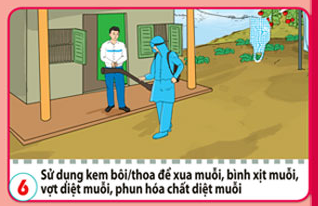 6
Sử dụng kem bôi/thoa để xua muỗi, bình xịt muỗi,
vợt diệt muỗi, phun hóa chất diệt muỗi